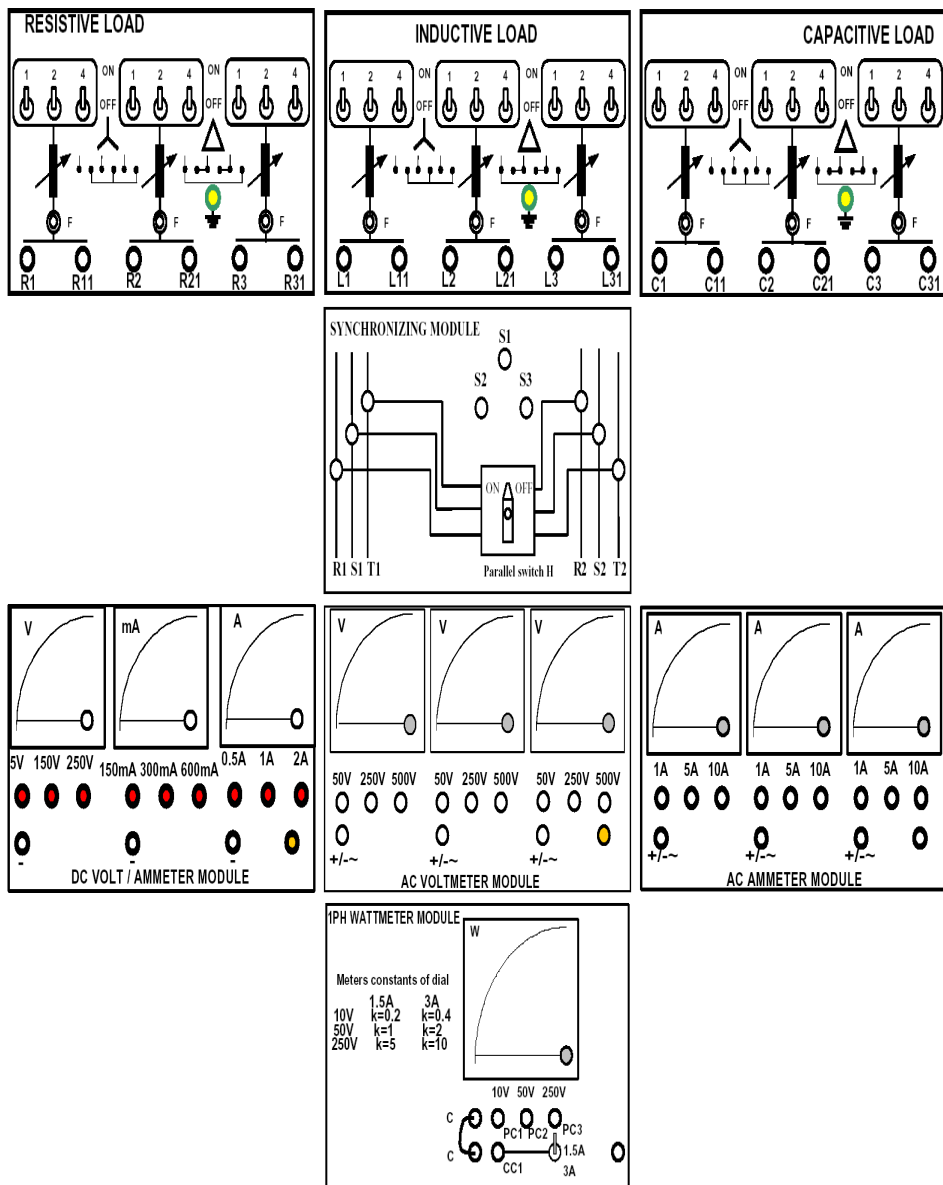 RESISTIVE LOAD
1 2 4 ON 1 2 4 ON 1 2 4
OFF OFF
F F F
R1 R11 R2 R21 R3 R31
INDUCTIVE LOAD
1 2 4 ON 1 2 4 ON 1 2 4
OFF OFF
F F F
L1 L11 L2 L21 L3 L31
CAPACITIVE LOAD
1 2 4 ON 1 2 4 ON 1 2 4
OFF OFF
F F F
C1 C11 C2 C21 C3 C31
SYNCHRONIZING MODULE
S1
S2 S3
ON OFF
R1 S1 T1 Parallel switch H R2 S2 T2
V mA A
5V 150V 250V 150mA 300mA 600mA 0.5A 1A 2A
- - -
DC VOLT / AMMETER MODULE
V V V
50V 250V 500V 50V 250V 500V 50V 250V 500V
+/-~ +/-~ +/-~
AC VOLTMETER MODULE
A A A
1A 5A 10A 1A 5A 10A 1A 5A 10A
+/-~ +/-~ +/-~
AC AMMETER MODULE
1PH WATTMETER MODULE
W
Meters constants of dial
1.5A 3A
10V k=0.2 k=0.4
50V k=1 k=2
250V k=5 k=10
10V 50V 250V
C PC1 PC2 PC3
C CC1 1.5A
3A